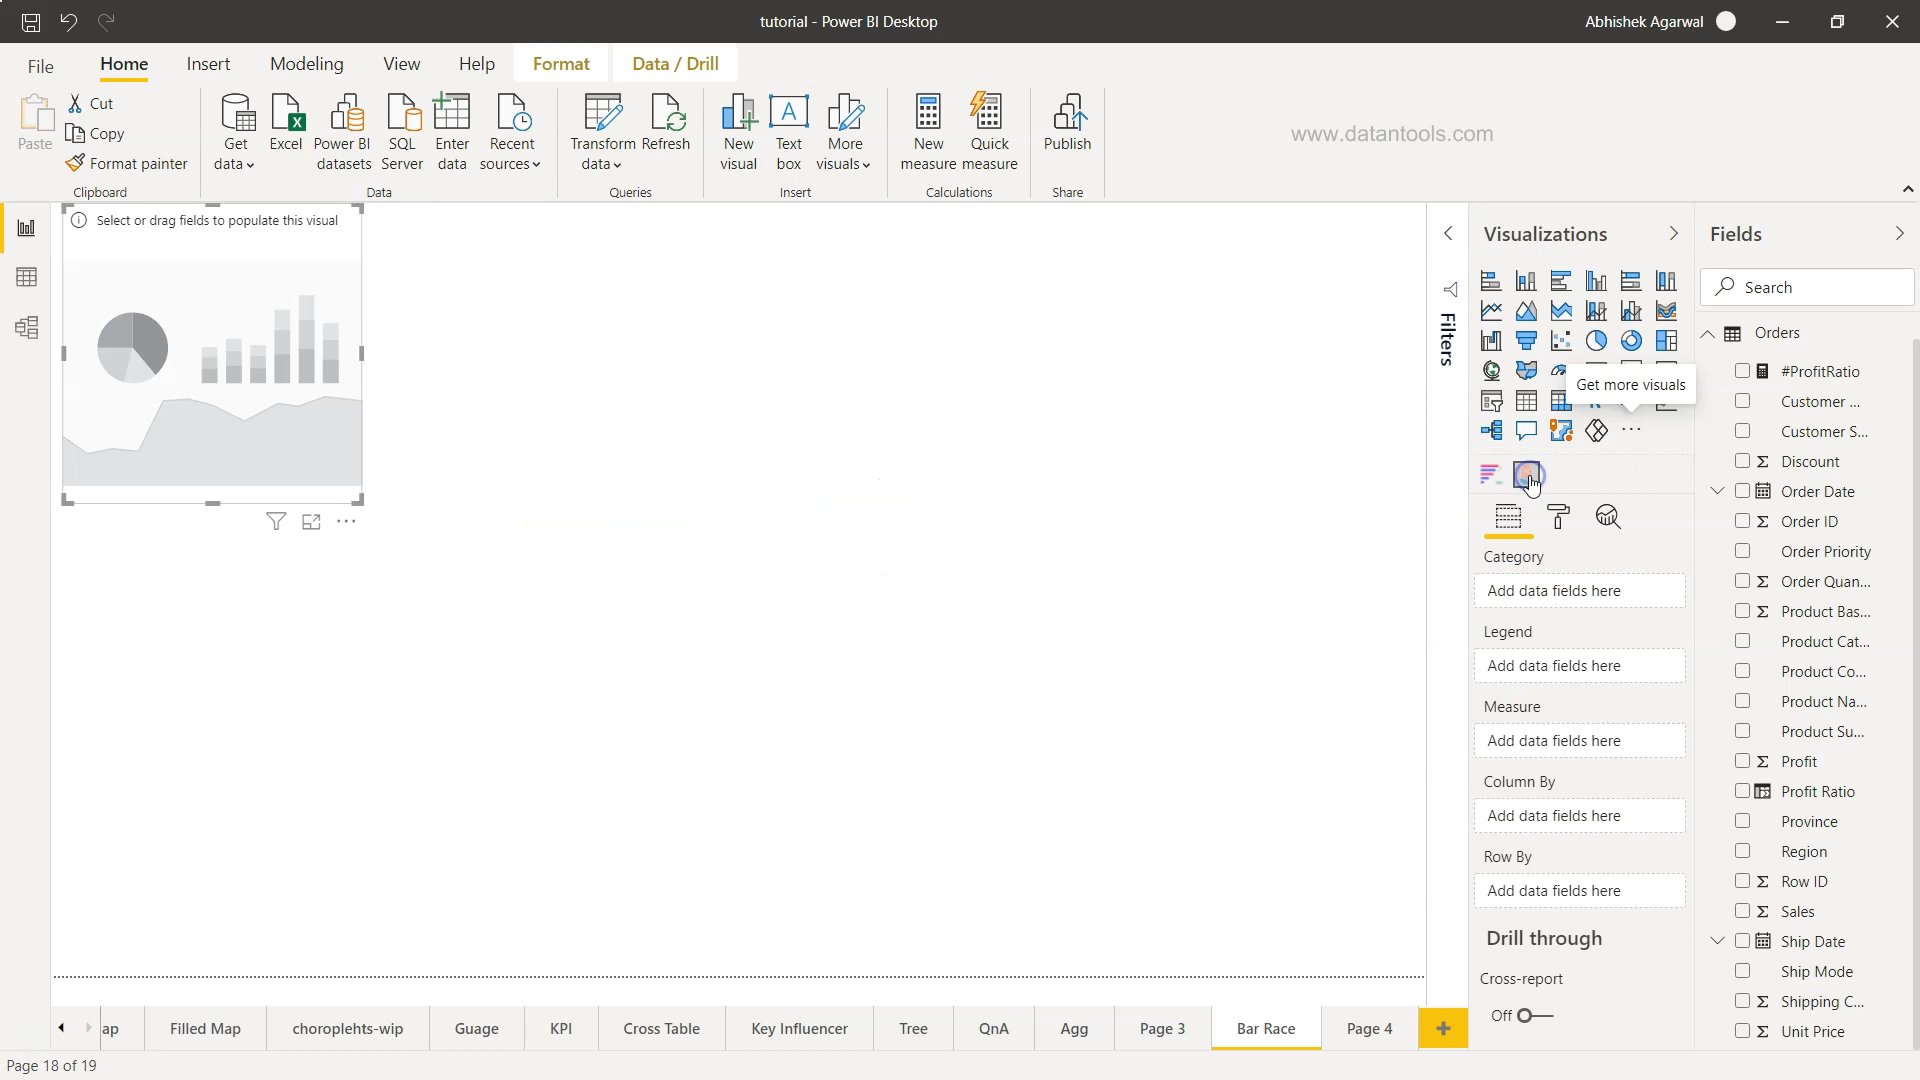 tutorial - Power BI Desktop
Abhishek Agarwal
File
Home
Insert
Modeling
View
Help
Format
Data / Drill
Paste
Cut
Copy
Format painter
Clipboard
Get data
Excel
Power BI datasets
SQL Server
Enter data
Recent sources
Data
Transform data
Refresh
Queries
New visual
Text box
More visuals
Insert
New measure
Quick measure
Calculations
Publish
Share
www.datantools.com
Select or drag fields to populate this visual
Filters
Visualizations
Get more visuals
Category
Add data fields here
Legend
Add data fields here
Measure
Add data fields here
Column By
Add data fields here
Row By
Add data fields here
Drill through
Cross-report
Off
Fields
Search
Orders
#ProfitRatio
Customer ...
Customer S...
Discount
Order Date
Order ID
Order Priority
Order Quan...
Product Bas...
Product Cat...
Product Co...
Product Na...
Product Su...
Profit
Profit Ratio
Province
Region
Row ID
Sales
Ship Date
Ship Mode
Shipping C...
Unit Price
ap
Filled Map
choroplehts-wip
Guage
KPI
Cross Table
Key Influencer
Tree
QnA
Agg
Page 3
Bar Race
Page 4
Page 18 of 19